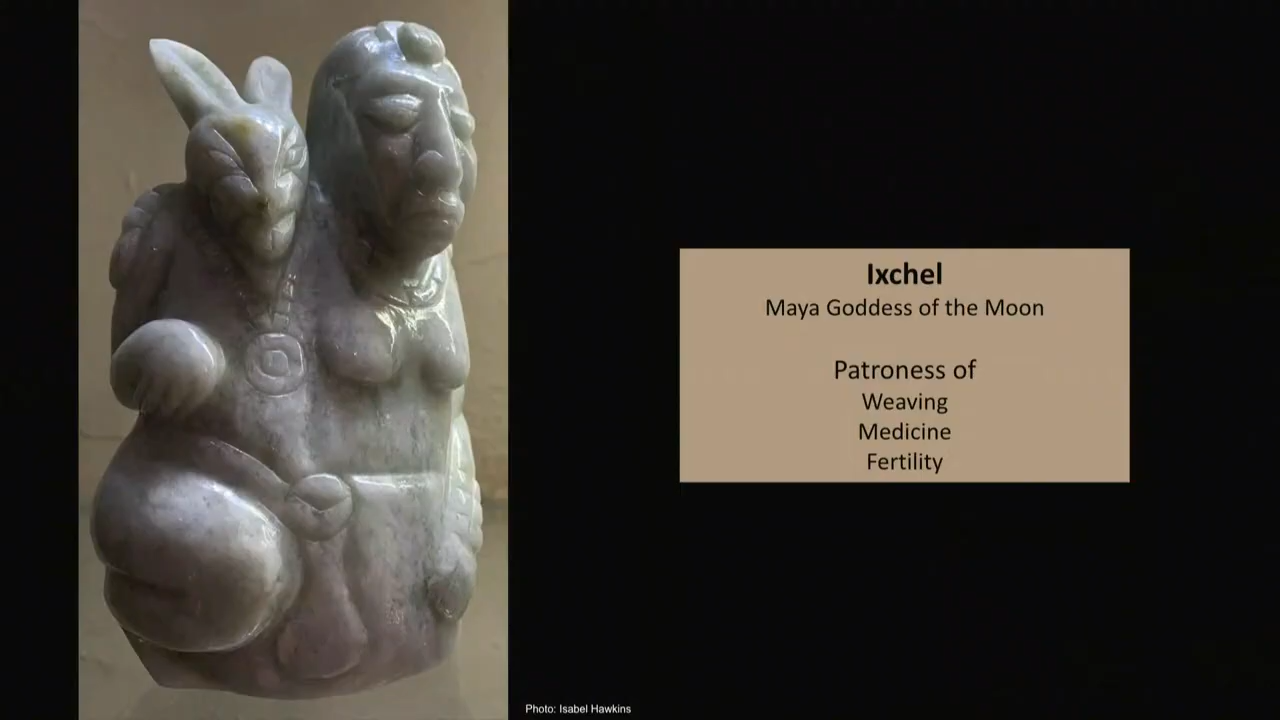 Ixchel
Maya Goddess of the Moon
Patroness of
Weaving
Medicine
Fertility
Photo: Isabel Hawkins